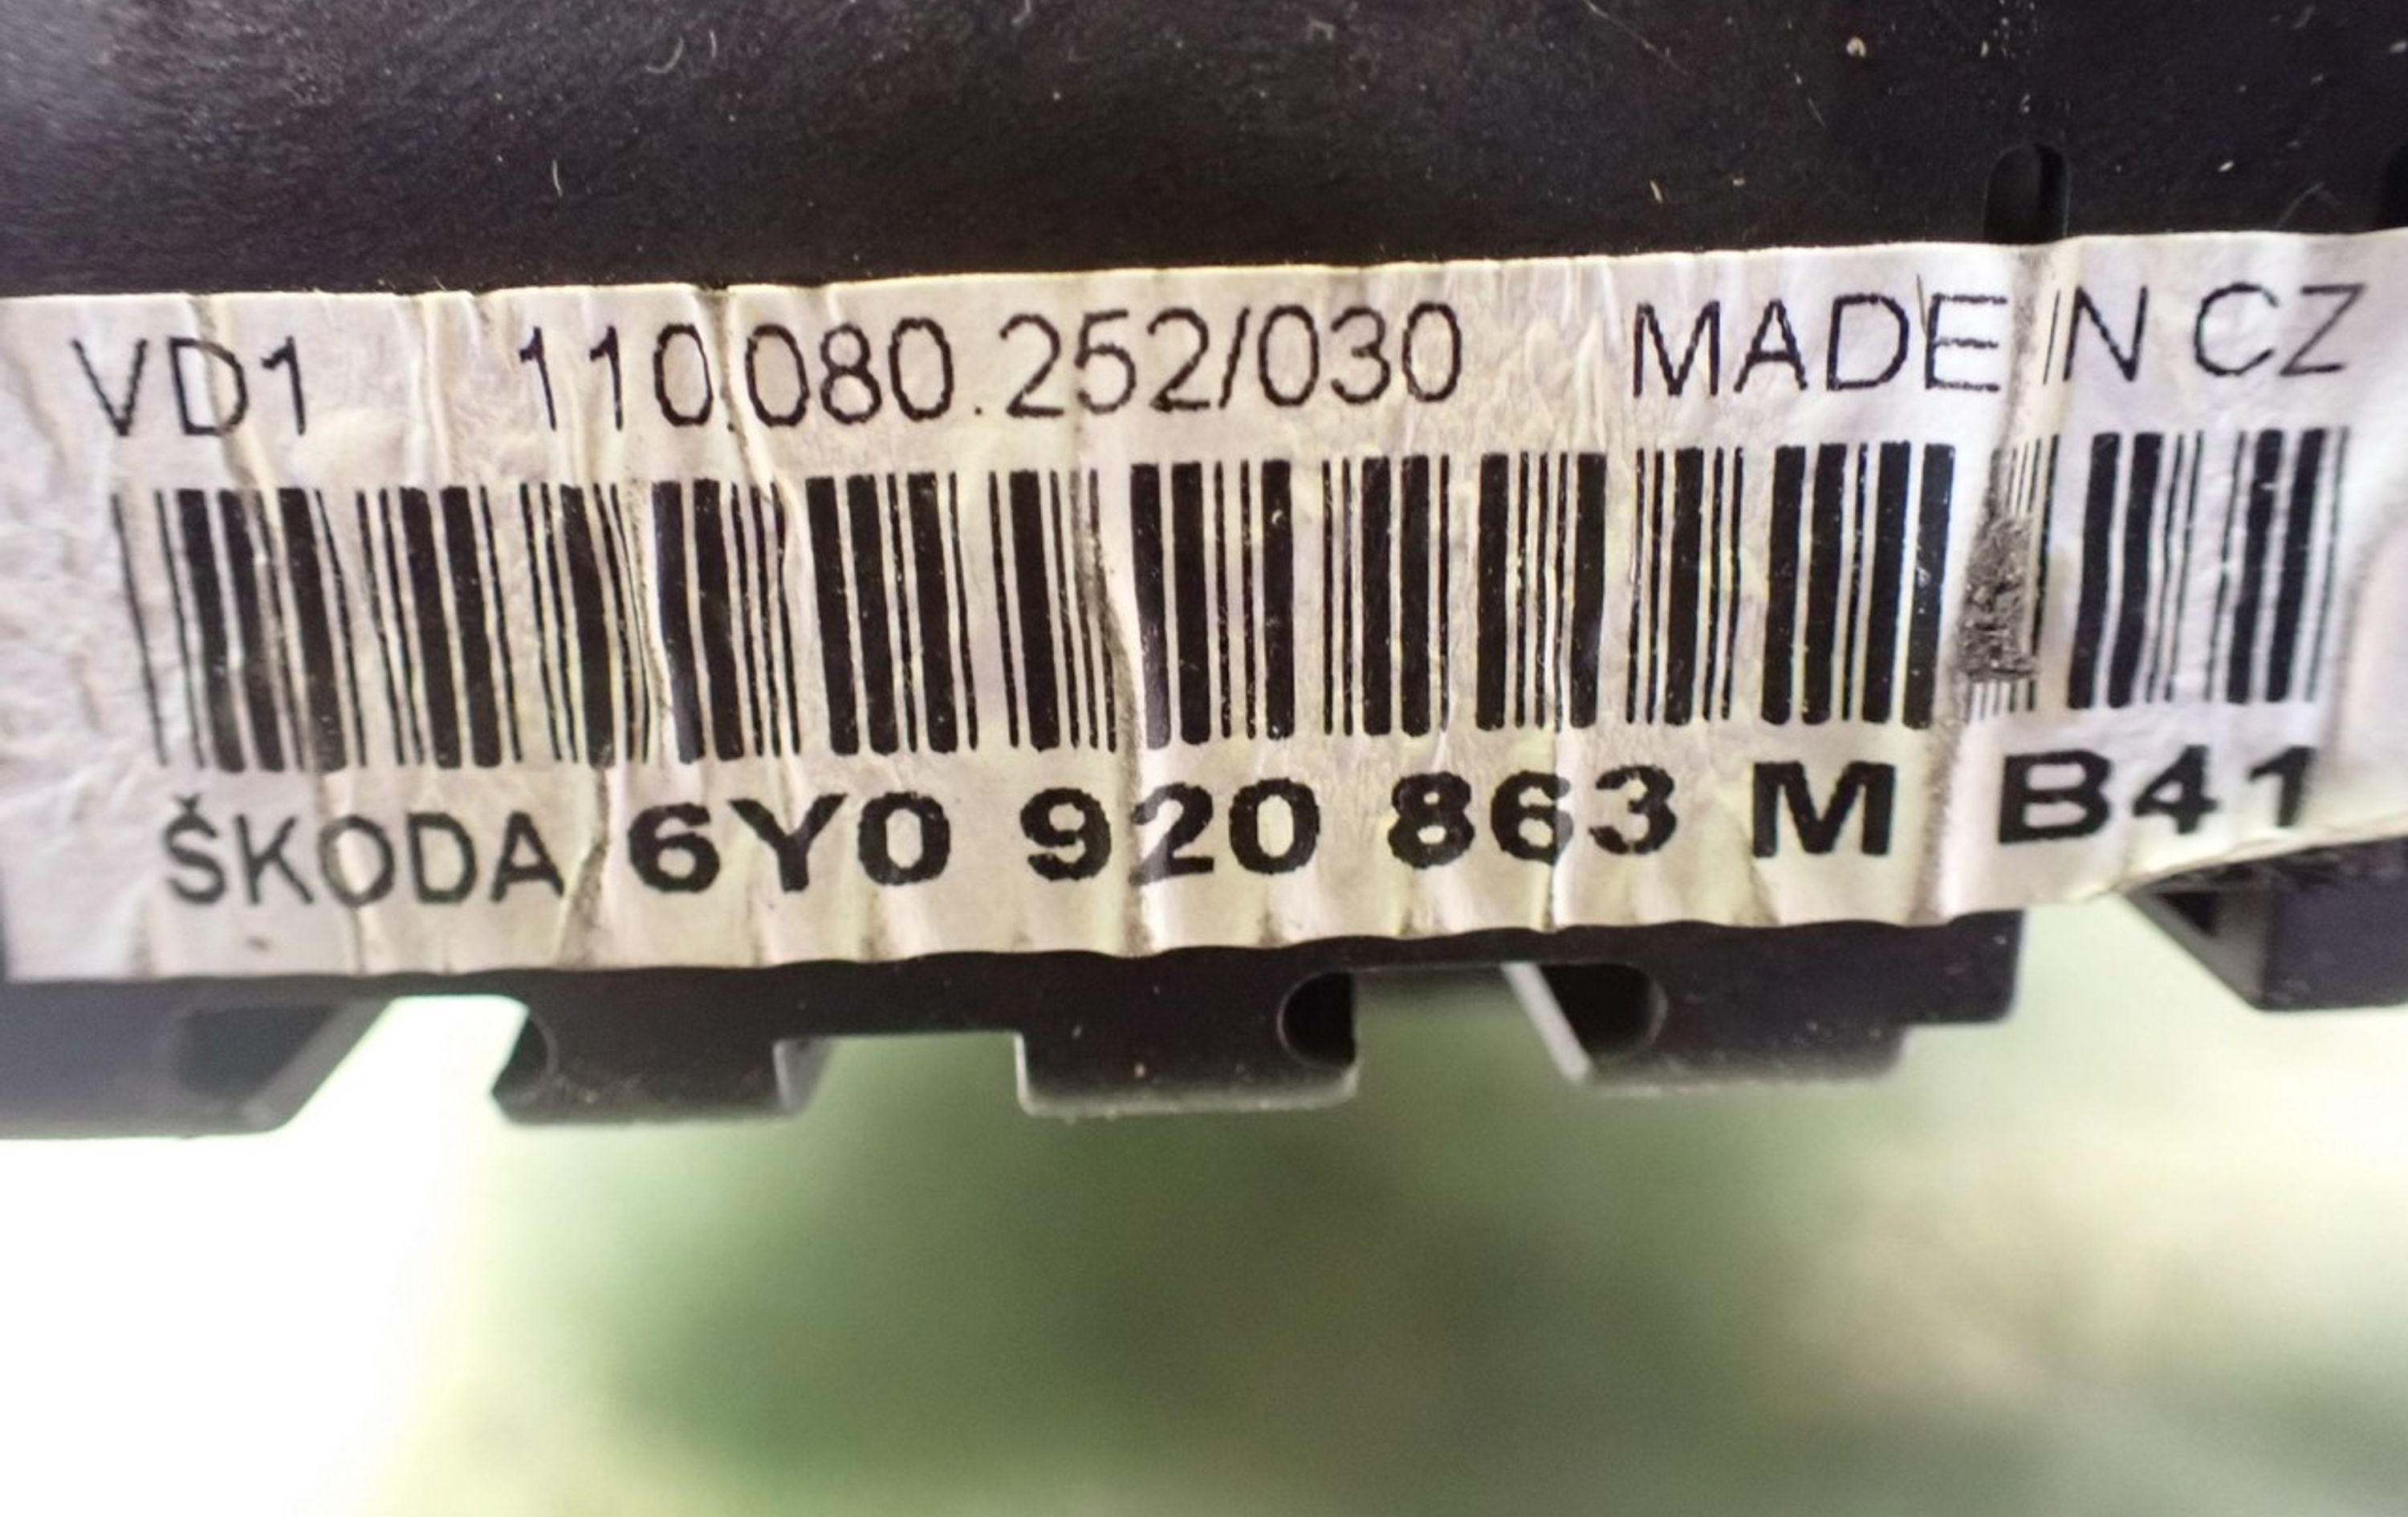 VD1 110.080.252/030 MADE IN CZ
ŠKODA 6Y0 920 863 M B41